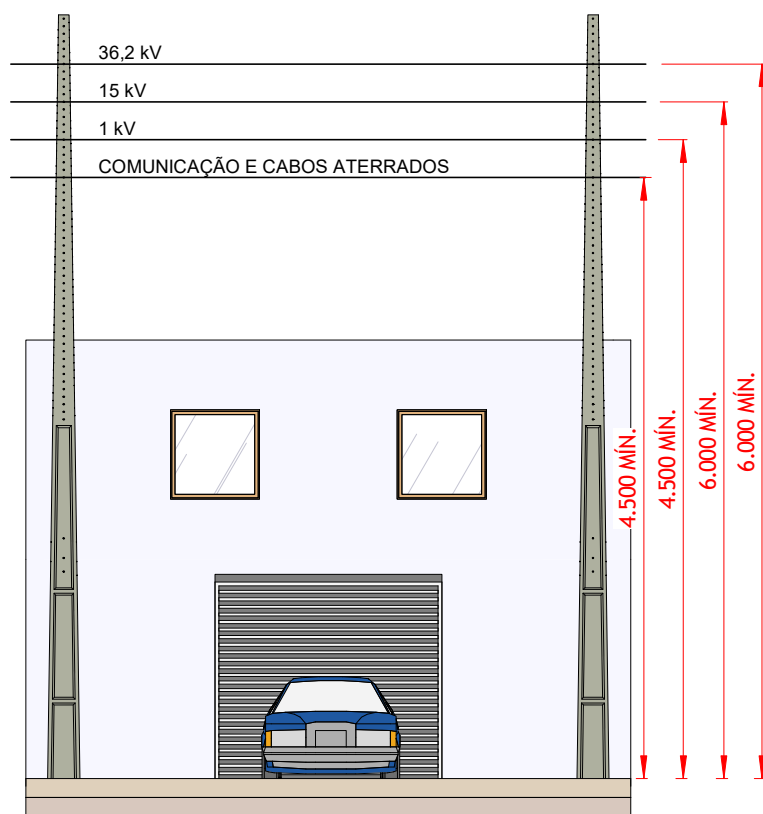 36,2 kV
15 kV
1 kV
COMUNICAÇÃO E CABOS ATERRADOS
4.500 MÍN.
4.500 MÍN.
6.000 MÍN.
6.000 MÍN.